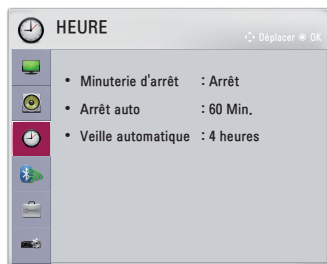 HEURE
Déplacer OK
• Minuterie d'arrêt : Arrêt
• Arrêt auto : 60 Min.
• Veille automatique : 4 heures